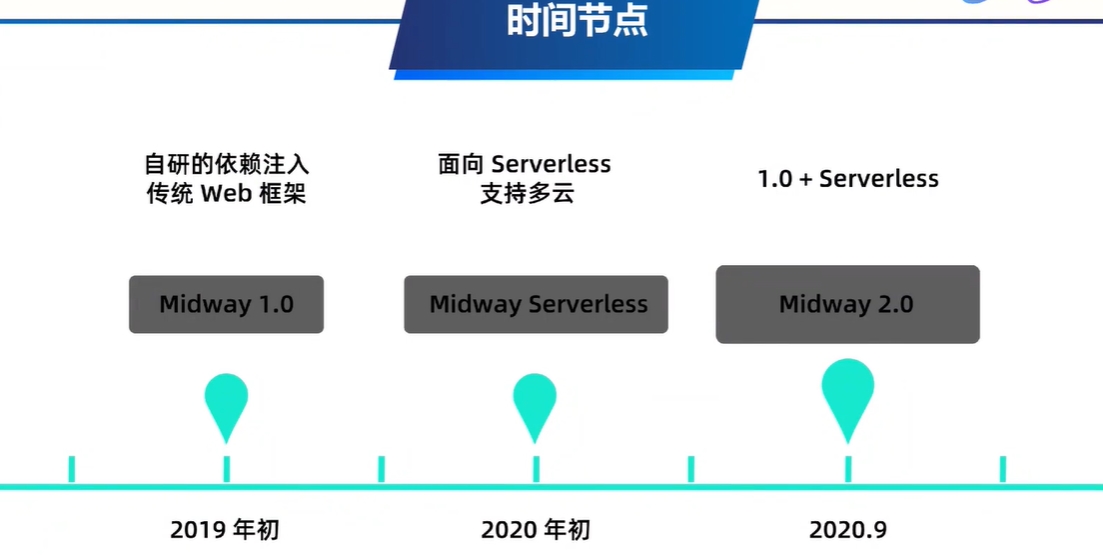 时间节点
自研的依赖注入
传统 Web 框架
面向 Serverless
支持多云
1.0 + Serverless
Midway 1.0
Midway Serverless
Midway 2.0
2019 年初
2020 年初
2020.9